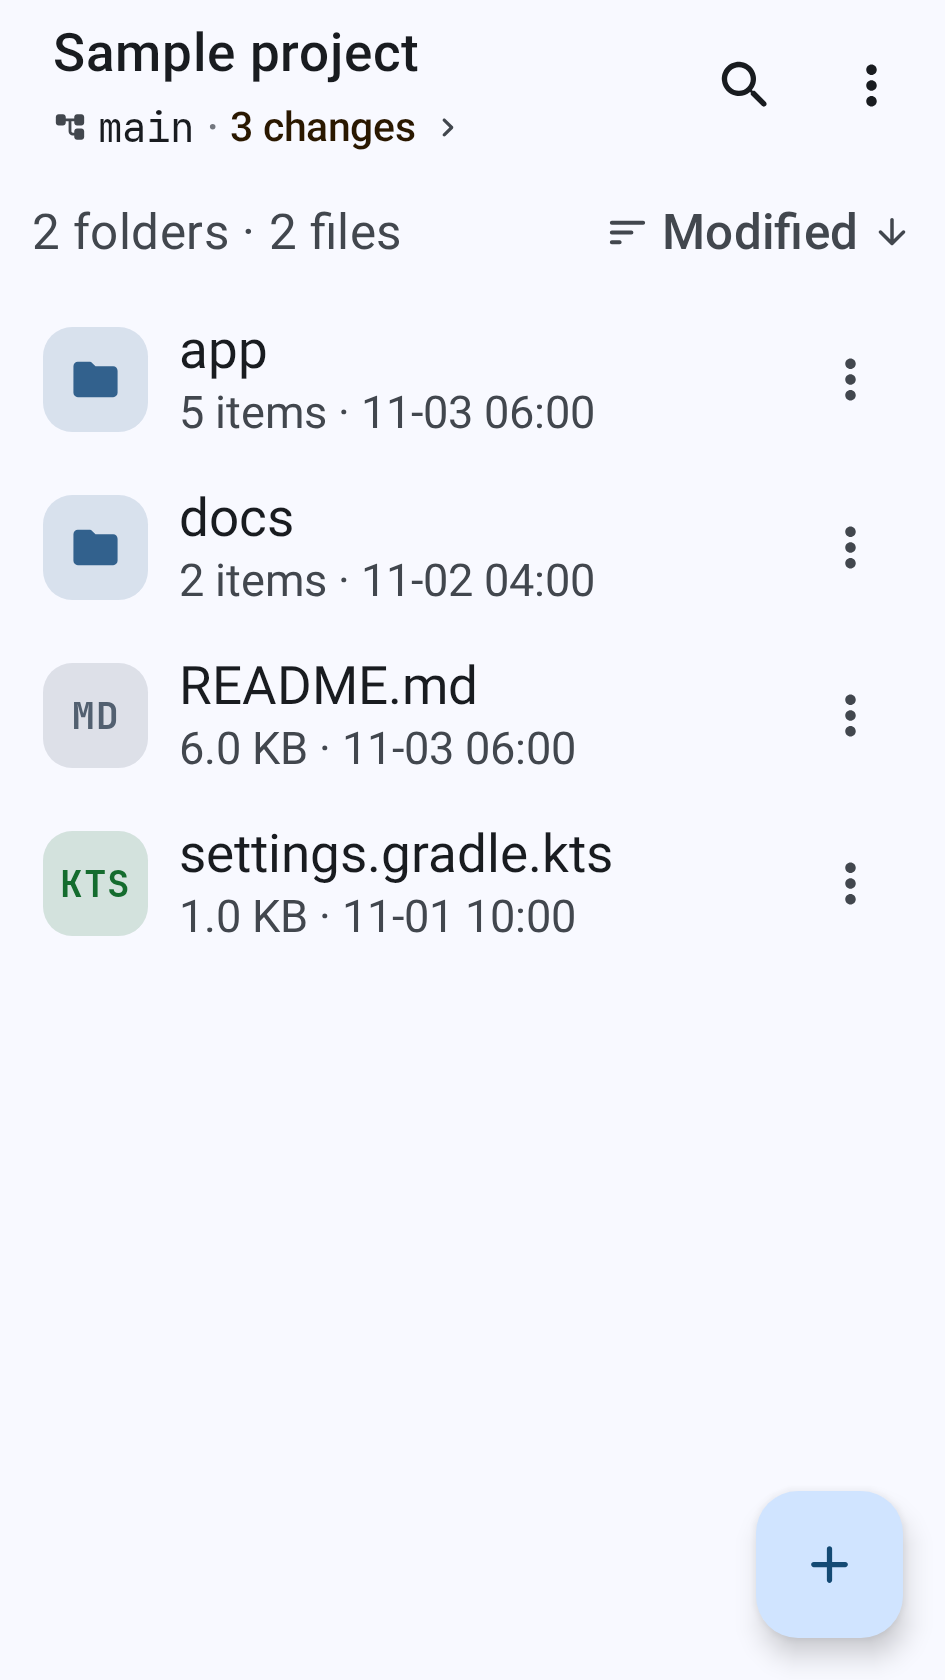 Sample project
main · 3 changes
2 folders · 2 files
Modified
app
5 items · 11-03 06:00
docs
2 items · 11-02 04:00
MD
README.md
6.0 KB · 11-03 06:00
KTS
settings.gradle.kts
1.0 KB · 11-01 10:00